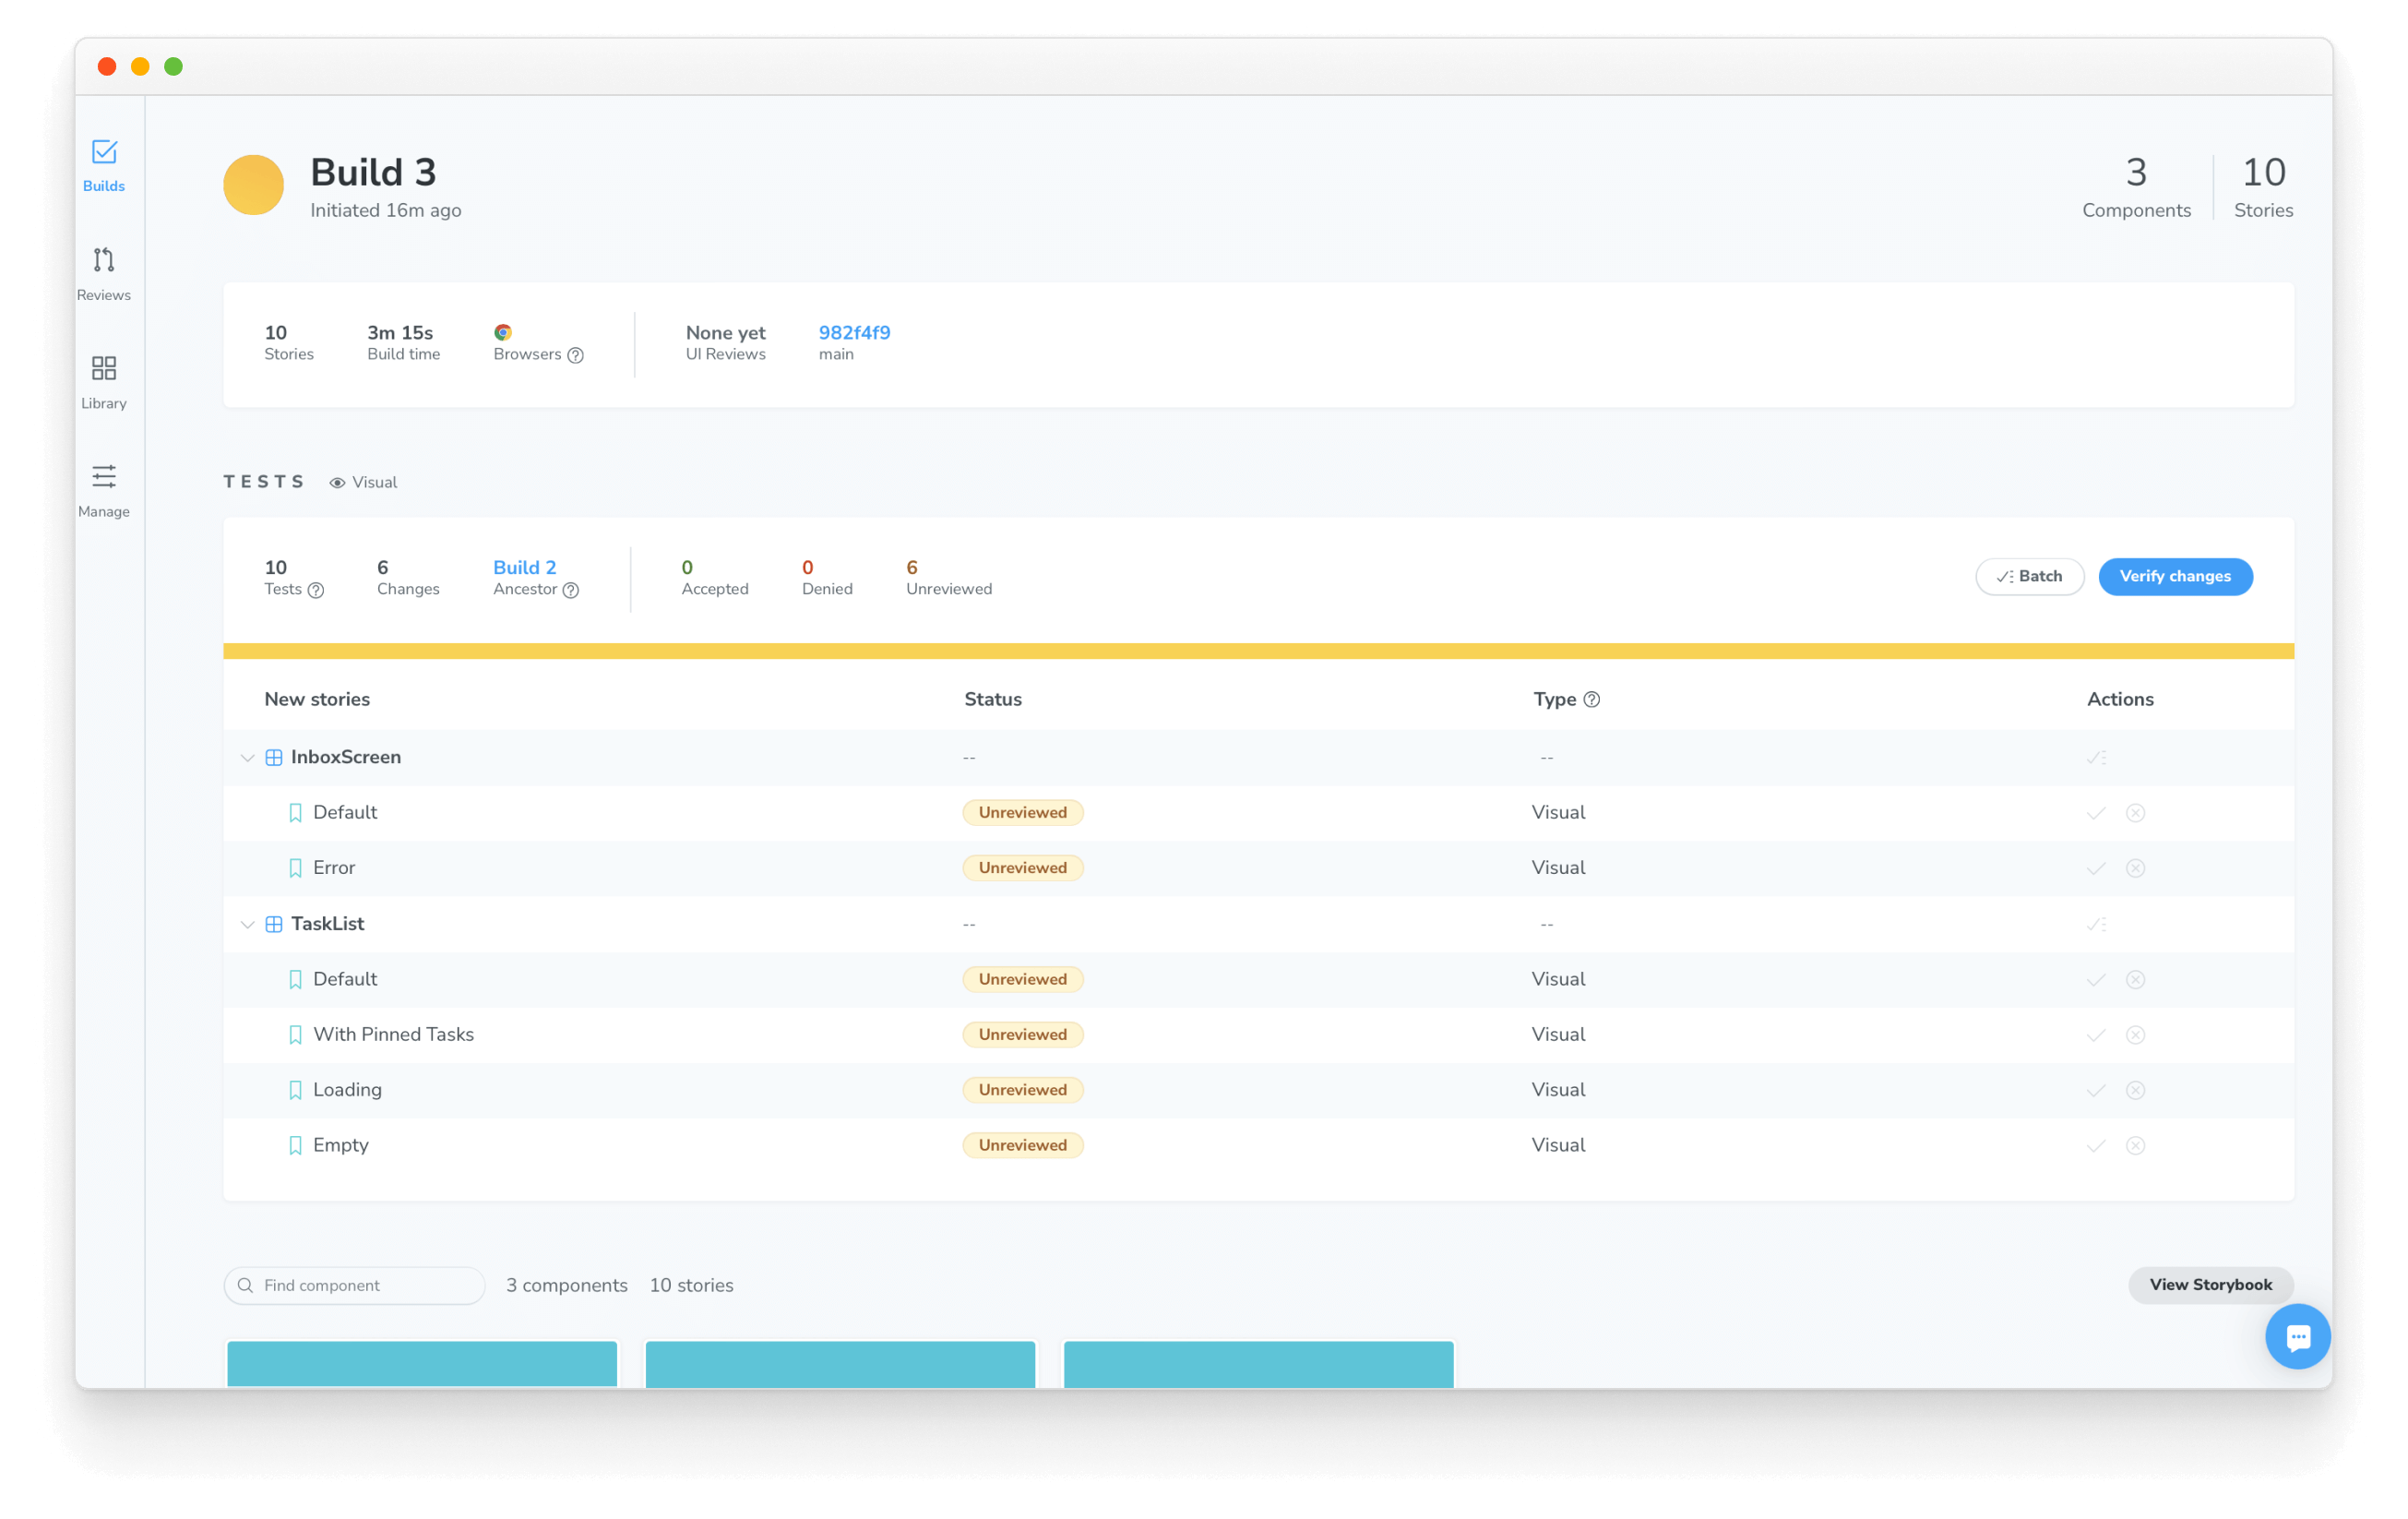 Builds
Reviews
Library
Manage
Build 3
Initiated 16m ago
3
Components
10
Stories
10
Stories
3m 15s
Build time
Browsers ?
None yet
UI Reviews
982f4f9
main
TESTS Visual
10
Tests ?
6
Changes
Build 2
Ancestor ?
0
Accepted
0
Denied
6
Unreviewed
Batch
Verify changes
New stories Status Type ? Actions
InboxScreen -- --
Default Unreviewed Visual
Error Unreviewed Visual
TaskList -- --
Default Unreviewed Visual
With Pinned Tasks Unreviewed Visual
Loading Unreviewed Visual
Empty Unreviewed Visual
Find component 3 components 10 stories View Storybook